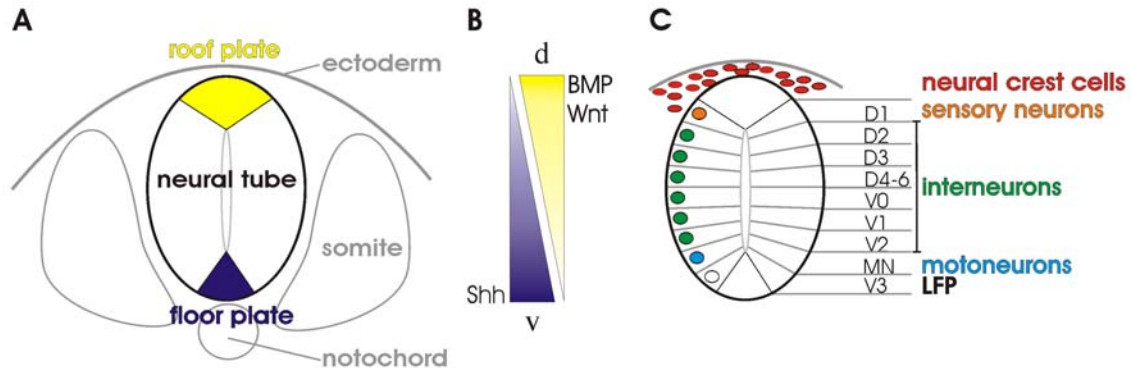 A
roof plate
ectoderm
neural tube
somite
floor plate
notochord
B
d
BMP
Wnt
Shh
v
C
neural crest cells
sensory neurons
D1
D2
D3
D4-6
interneurons
V0
V1
V2
MN
motoneurons
V3
LFP